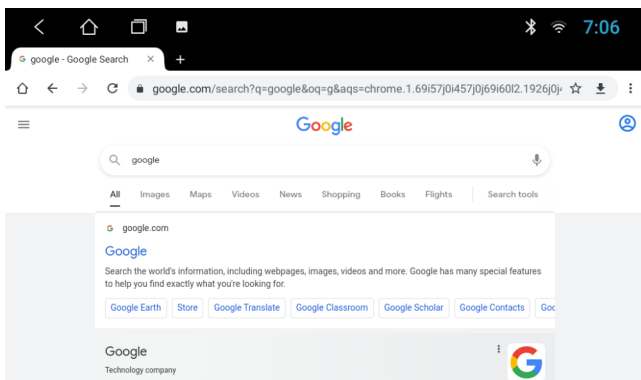 7:06
google - Google Search
google.com/search?q=google&oq=g&aqs=chrome.1.69i57j0i457j0j69i60l2.1926j0j
Google
google
All Images Maps Videos News Shopping Books Flights Search tools
google.com
Google
Search the world's information, including webpages, images, videos and more. Google has many special features
to help you find exactly what you're looking for.
Google Earth Store Google Translate Google Classroom Google Scholar Google Contacts Goo
Google
Technology company